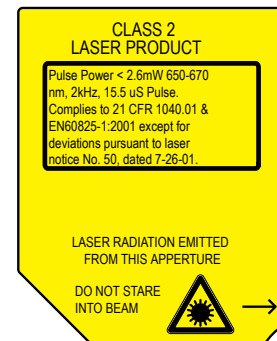 CLASS 2
LASER PRODUCT
Pulse Power < 2.6mW 650-670
nm, 2kHz, 15.5 uS Pulse.
Complies to 21 CFR 1040.01 &
EN60825-1:2001 except for
deviations pursuant to laser
notice No. 50, dated 7-26-01.
LASER RADIATION EMITTED
FROM THIS APPERTURE
DO NOT STARE
INTO BEAM